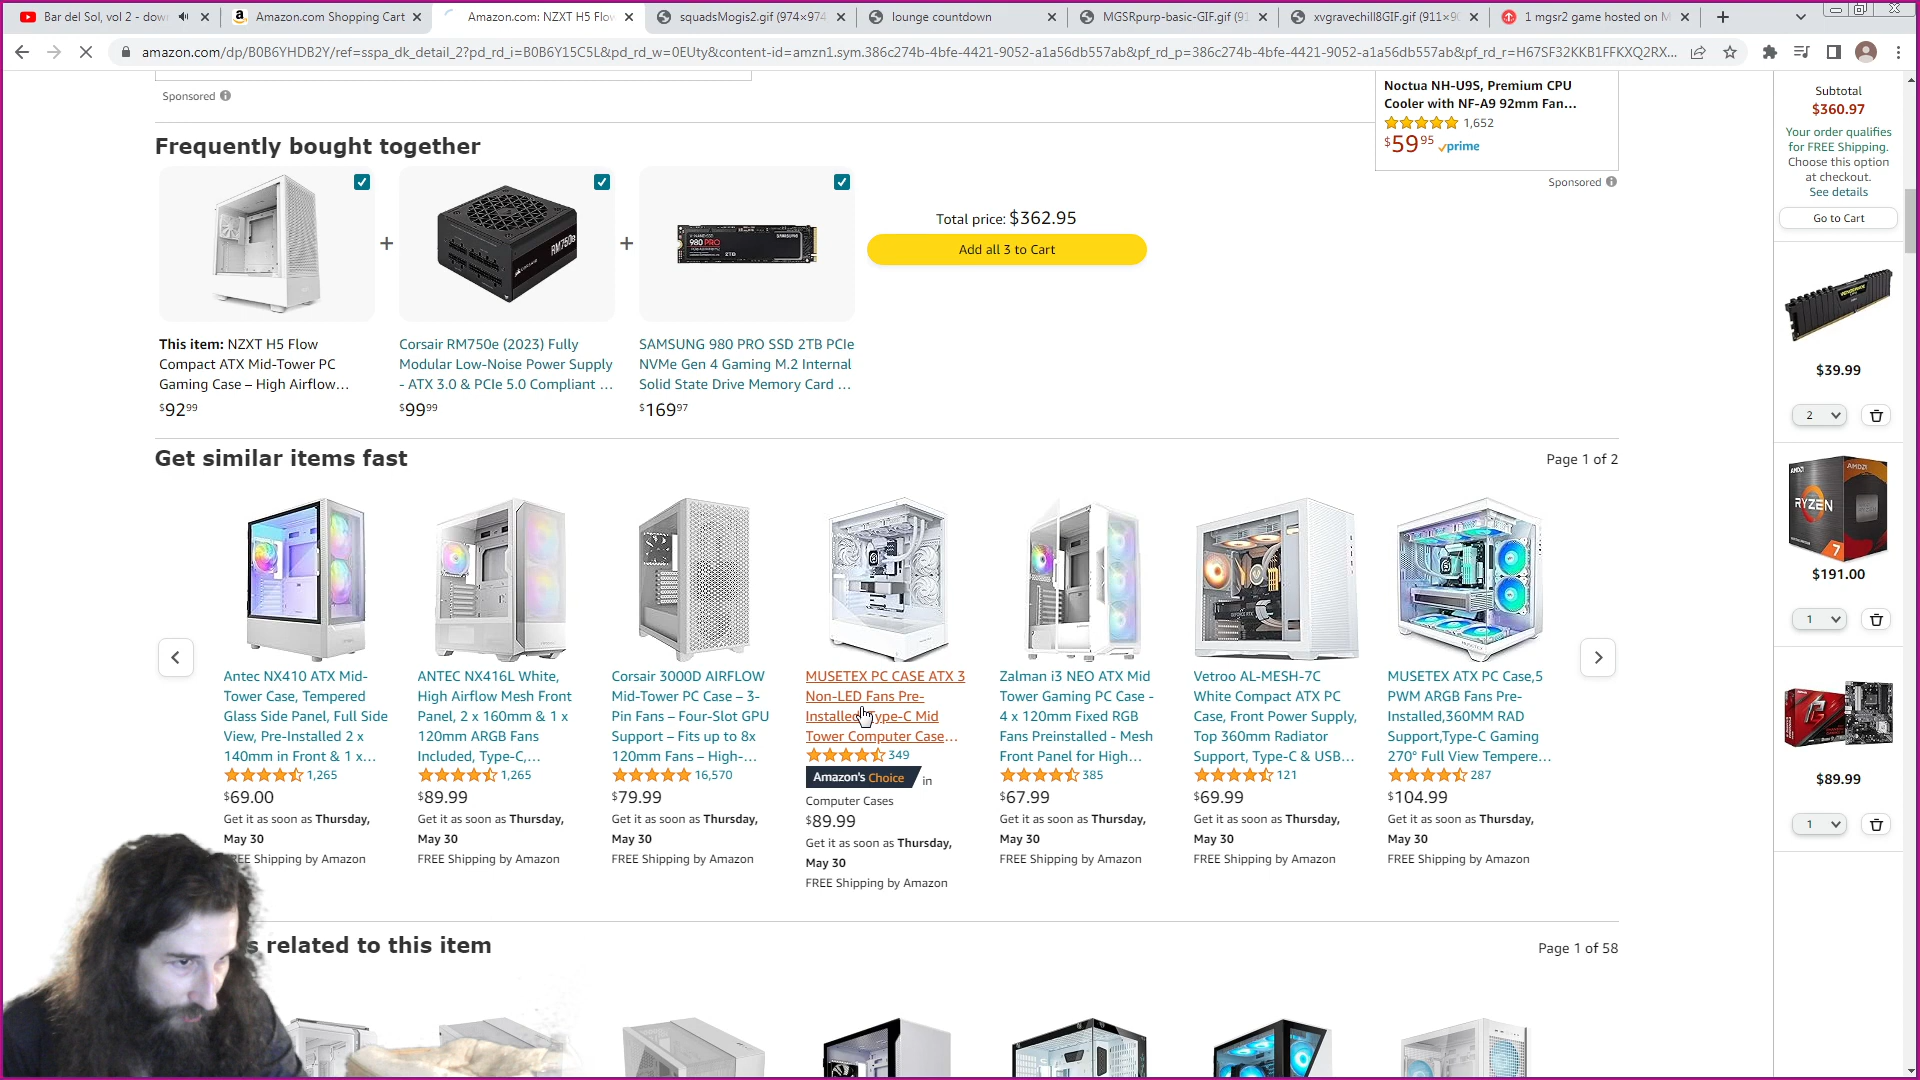 Bar del Sol, vol 2 - dow
Amazon.com Shopping Cart
Amazon.com: NZXT H5 Flo
squadsMogis2.gif (974×974
lounge countdown
MGSRpurp-basic-GIF.gif (91
xvgravechill8GIF.gif (911×90
1 mgsr2 game hosted on M
amazon.com/dp/B0B6YHDB2Y/ref=sspa_dk_detail_2?pd_rd_i=B0B6Y15C5L&pd_rd_w=0EUty&content-id=amzn1.sym.386c274b-4bfe-4421-9052-a1a56db557ab&pf_rd_p=386c274b-4bfe-4421-9052-a1a56db557ab&pf_rd_r=H67SF32KKB1FFKXQ2RX...
Sponsored
Noctua NH-U9S, Premium CPU
Cooler with NF-A9 92mm Fan...
1,652
$59 95 prime
Sponsored
Subtotal
$360.97
Your order qualifies
for FREE Shipping.
Choose this option
at checkout.
See details
Go to Cart
Frequently bought together
RM750e
980 PRO
SAMSUNG
2TB
Total price: $362.95
Add all 3 to Cart
This item: NZXT H5 Flow
Compact ATX Mid-Tower PC
Gaming Case – High Airflow...
$92 99
Corsair RM750e (2023) Fully
Modular Low-Noise Power Supply
- ATX 3.0 & PCIe 5.0 Compliant ...
$99 99
SAMSUNG 980 PRO SSD 2TB PCIe
NVMe Gen 4 Gaming M.2 Internal
Solid State Drive Memory Card ...
$169 97
Get similar items fast
Page 1 of 2
Antec NX410 ATX Mid-
Tower Case, Tempered
Glass Side Panel, Full Side
View, Pre-Installed 2 x
140mm in Front & 1 x...
1,265
$69.00
Get it as soon as Thursday,
May 30
FREE Shipping by Amazon
ANTEC NX416L White,
High Airflow Mesh Front
Panel, 2 x 160mm & 1 x
120mm ARGB Fans
Included, Type-C,...
1,265
$89.99
Get it as soon as Thursday,
May 30
FREE Shipping by Amazon
Corsair 3000D AIRFLOW
Mid-Tower PC Case – 3-
Pin Fans – Four-Slot GPU
Support – Fits up to 8x
120mm Fans – High-...
16,570
$79.99
Get it as soon as Thursday,
May 30
FREE Shipping by Amazon
MUSETEX PC CASE ATX 3
Non-LED Fans Pre-
Installed,Type-C Mid
Tower Computer Case...
349
Amazon's Choice in
Computer Cases
$89.99
Get it as soon as Thursday,
May 30
FREE Shipping by Amazon
Zalman i3 NEO ATX Mid
Tower Gaming PC Case -
4 x 120mm Fixed RGB
Fans Preinstalled - Mesh
Front Panel for High...
385
$67.99
Get it as soon as Thursday,
May 30
FREE Shipping by Amazon
Vetroo AL-MESH-7C
White Compact ATX PC
Case, Front Power Supply,
Top 360mm Radiator
Support, Type-C & USB...
121
$69.99
Get it as soon as Thursday,
May 30
FREE Shipping by Amazon
MUSETEX ATX PC Case,5
PWM ARGB Fans Pre-
Installed,360MM RAD
Support,Type-C Gaming
270° Full View Tempere...
287
$104.99
Get it as soon as Thursday,
May 30
FREE Shipping by Amazon
$39.99
2
AMD
RYZEN
7
$191.00
1
$89.99
1
s related to this item
Page 1 of 58